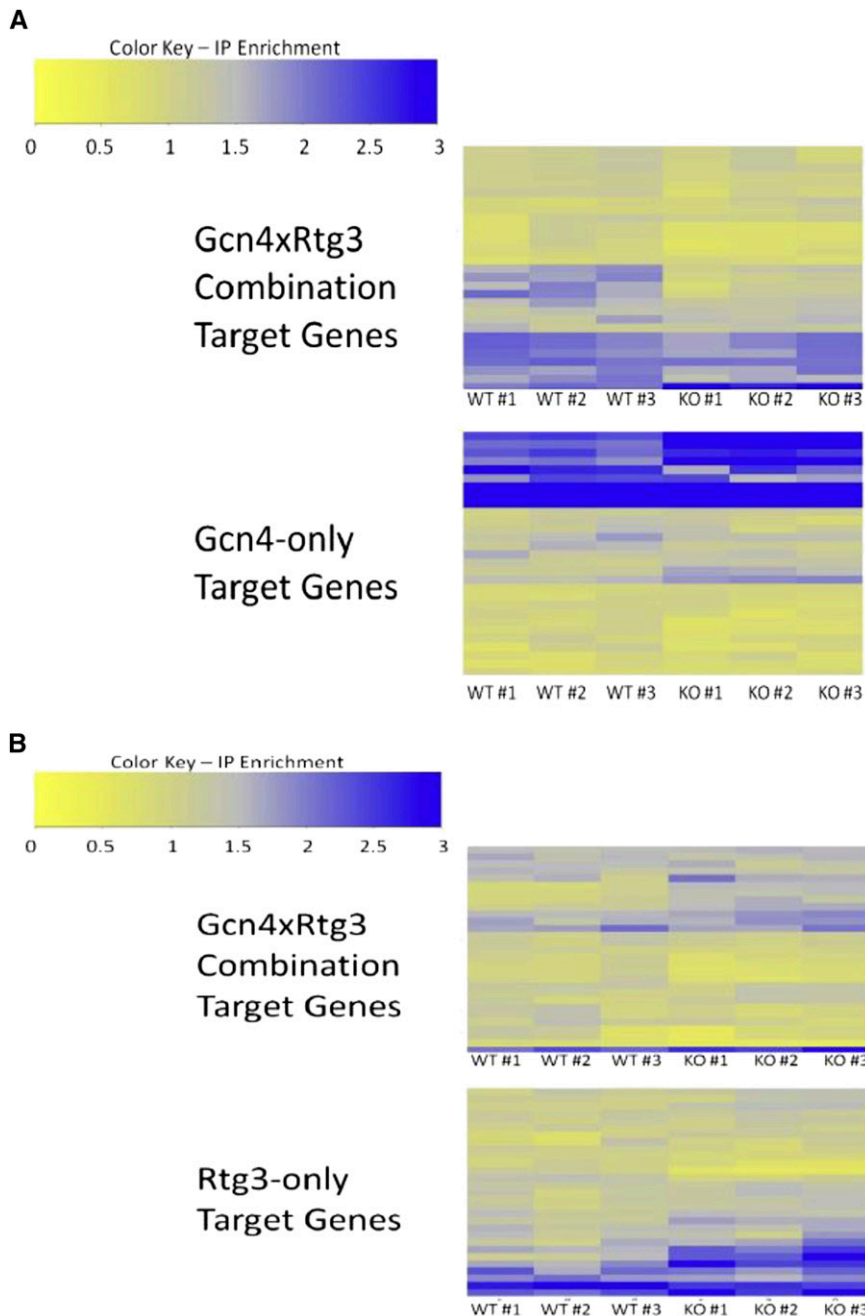 A
Color Key – IP Enrichment
0 0.5 1 1.5 2 2.5 3
Gcn4xRtg3
Combination
Target Genes
WT #1 WT #2 WT #3 KO #1 KO #2 KO #3
Gcn4-only
Target Genes
WT #1 WT #2 WT #3 KO #1 KO #2 KO #3
B
Color Key – IP Enrichment
0 0.5 1 1.5 2 2.5 3
Gcn4xRtg3
Combination
Target Genes
WT #1 WT #2 WT #3 KO #1 KO #2 KO #3
Rtg3-only
Target Genes
WT #1 WT #2 WT #3 KO #1 KO #2 KO #3